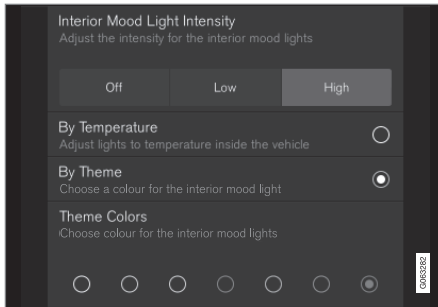 Interior Mood Light Intensity
Adjust the intensity for the interior mood lights
Off Low High
By Temperature
Adjust lights to temperature inside the vehicle
By Theme
Choose a colour for the interior mood light
Theme Colors
Choose colour for the interior mood lights
G063282